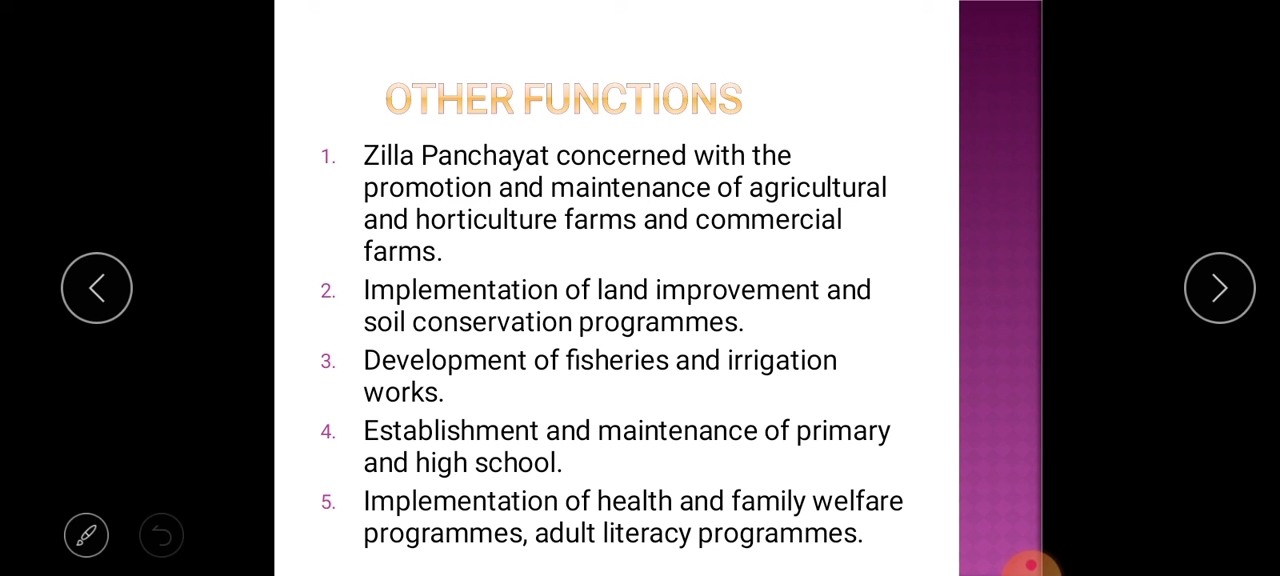 OTHER FUNCTIONS
1. Zilla Panchayat concerned with the
promotion and maintenance of agricultural
and horticulture farms and commercial
farms.
2. Implementation of land improvement and
soil conservation programmes.
3. Development of fisheries and irrigation
works.
4. Establishment and maintenance of primary
and high school.
5. Implementation of health and family welfare
programmes, adult literacy programmes.